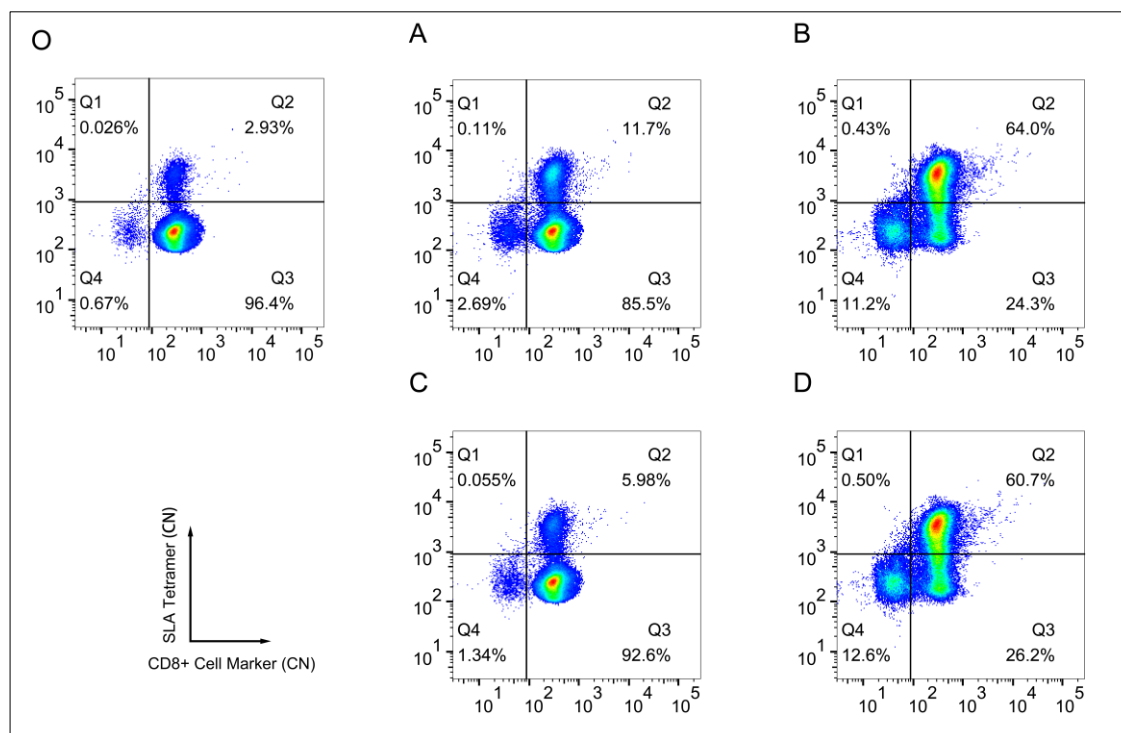 O
Q1
Q2
0.026%
2.93%
Q4
Q3
0.67%
96.4%
10^5
10^4
10^3
10^2
10^1
10^1 10^2 10^3 10^4 10^5
A
Q1
Q2
0.11%
11.7%
Q4
Q3
2.69%
85.5%
10^5
10^4
10^3
10^2
10^1
10^1 10^2 10^3 10^4 10^5
B
Q1
Q2
0.43%
64.0%
Q4
Q3
11.2%
24.3%
10^5
10^4
10^3
10^2
10^1
10^1 10^2 10^3 10^4 10^5
C
Q1
Q2
0.055%
5.98%
Q4
Q3
1.34%
92.6%
10^5
10^4
10^3
10^2
10^1
10^1 10^2 10^3 10^4 10^5
D
Q1
Q2
0.50%
60.7%
Q4
Q3
12.6%
26.2%
10^5
10^4
10^3
10^2
10^1
10^1 10^2 10^3 10^4 10^5
SLA Tetramer (CN)
CD8+ Cell Marker (CN)